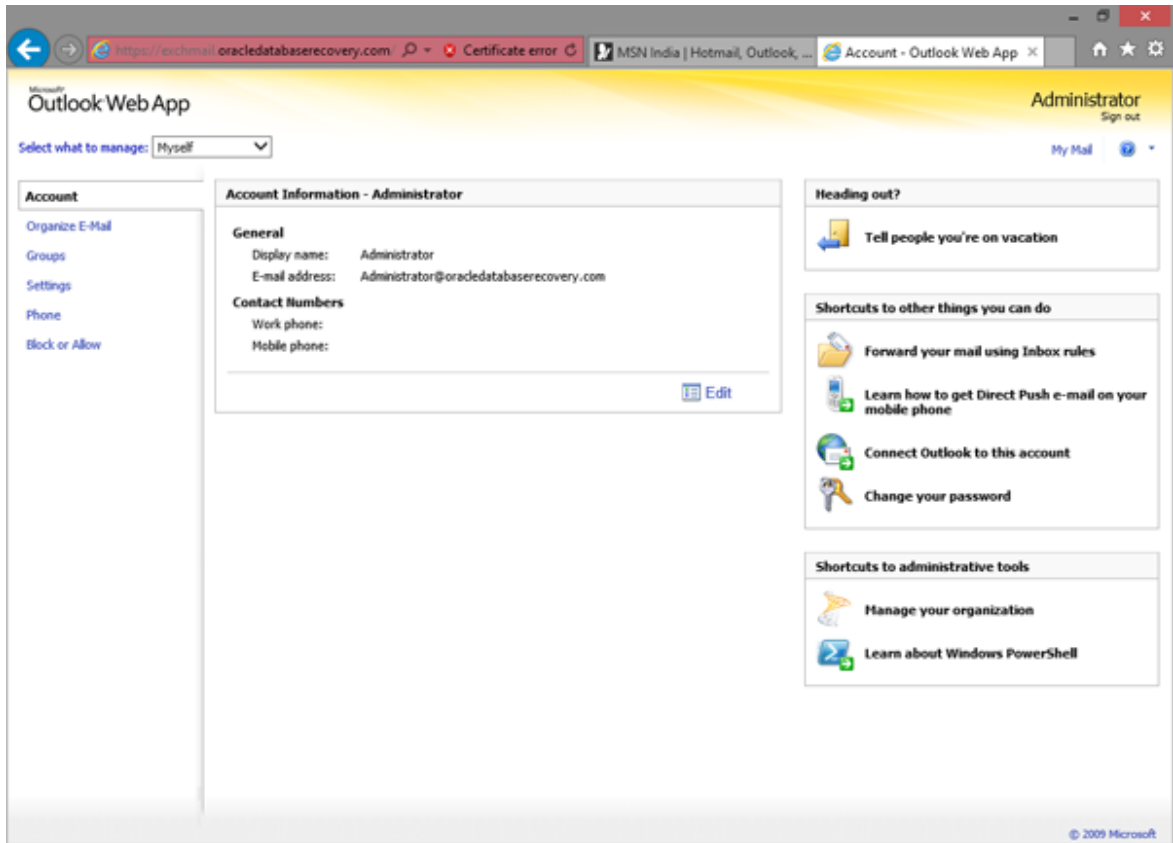 https://exchmail.oracledatabaserecovery.com/
Certificate error
MSN India | Hotmail, Outlook, ...
Account - Outlook Web App
Microsoft
Outlook Web App
Administrator
Sign out
Select what to manage: Myself
My Mail
Account
Organize E-Mail
Groups
Settings
Phone
Block or Allow
Account Information - Administrator
General
Display name: Administrator
E-mail address: Administrator@oracledatabaserecovery.com
Contact Numbers
Work phone:
Mobile phone:
Edit
Heading out?
Tell people you're on vacation
Shortcuts to other things you can do
Forward your mail using Inbox rules
Learn how to get Direct Push e-mail on your
mobile phone
Connect Outlook to this account
Change your password
Shortcuts to administrative tools
Manage your organization
Learn about Windows PowerShell
© 2009 Microsoft